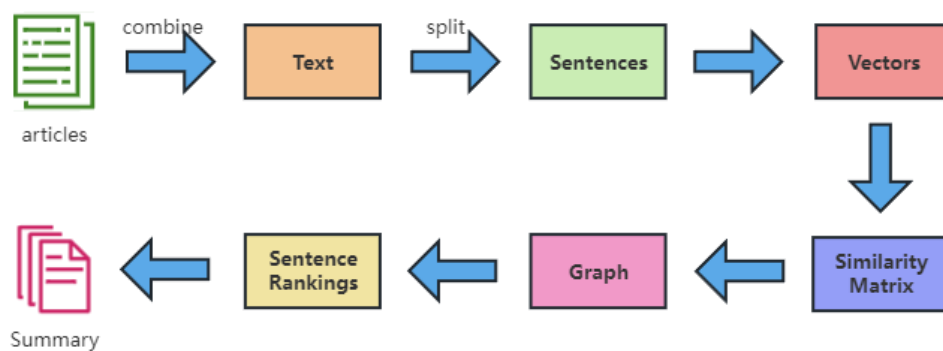 combine
split
Text
Sentences
Vectors
articles
Similarity
Matrix
Graph
Sentence
Rankings
Summary